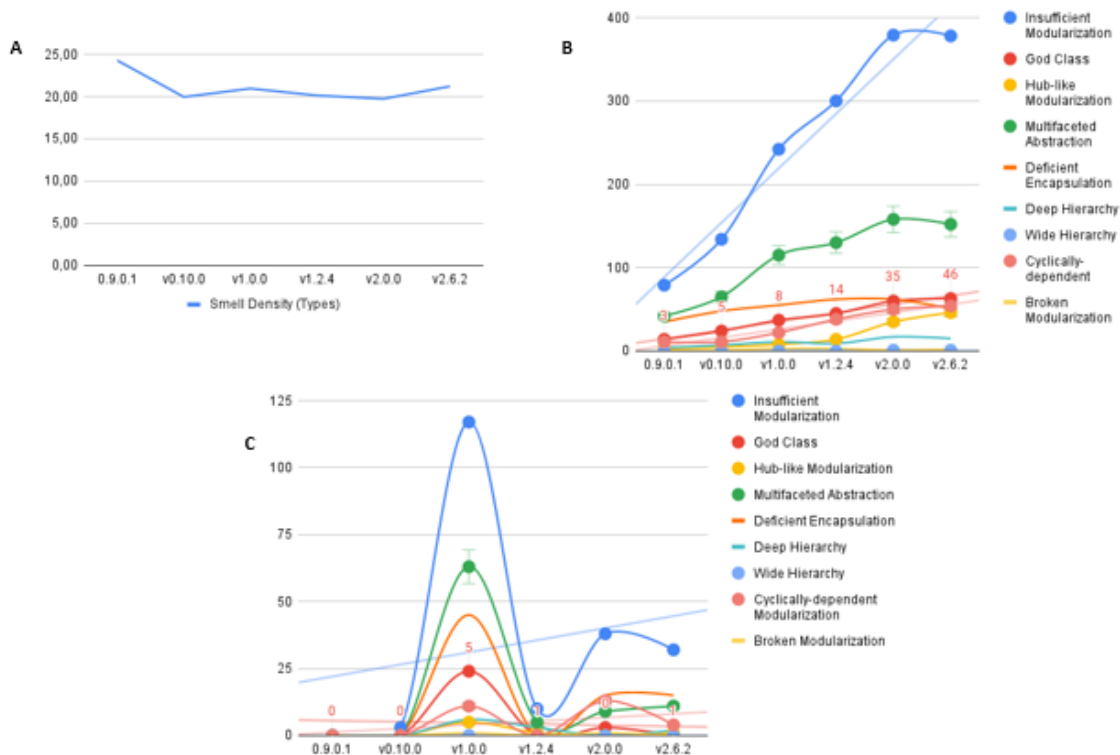 A
25,00
20,00
15,00
10,00
5,00
0,00
0.9.0.1 v0.10.0 v1.0.0 v1.2.4 v2.0.0 v2.6.2
Smell Density (Types)
B
400
300
200
100
0
3 5 8 14 35 46
0.9.0.1 v0.10.0 v1.0.0 v1.2.4 v2.0.0 v2.6.2
Insufficient
Modularization
God Class
Hub-like
Modularization
Multifaceted
Abstraction
Deficient
Encapsulation
Deep Hierarchy
Wide Hierarchy
Cyclically-
dependent
Broken
Modularization
C
125
100
75
50
25
0
0 0 5 1 0 1
0.9.0.1 v0.10.0 v1.0.0 v1.2.4 v2.0.0 v2.6.2
Insufficient
Modularization
God Class
Hub-like Modularization
Multifaceted Abstraction
Deficient Encapsulation
Deep Hierarchy
Wide Hierarchy
Cyclically-dependent
Modularization
Broken Modularization